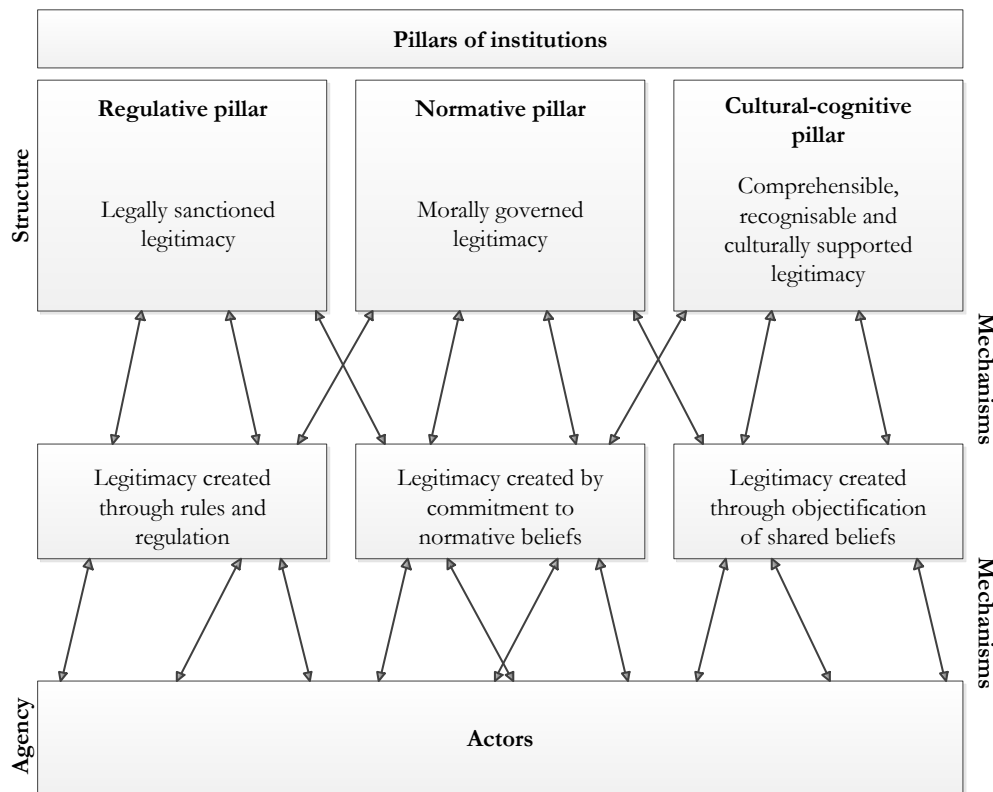 Pillars of institutions
Structure
Regulative pillar
Legally sanctioned
legitimacy
Normative pillar
Morally governed
legitimacy
Cultural-cognitive
pillar
Comprehensible,
recognisable and
culturally supported
legitimacy
Mechanisms
Legitimacy created
through rules and
regulation
Legitimacy created by
commitment to
normative beliefs
Legitimacy created
through objectification
of shared beliefs
Mechanisms
Agency
Actors